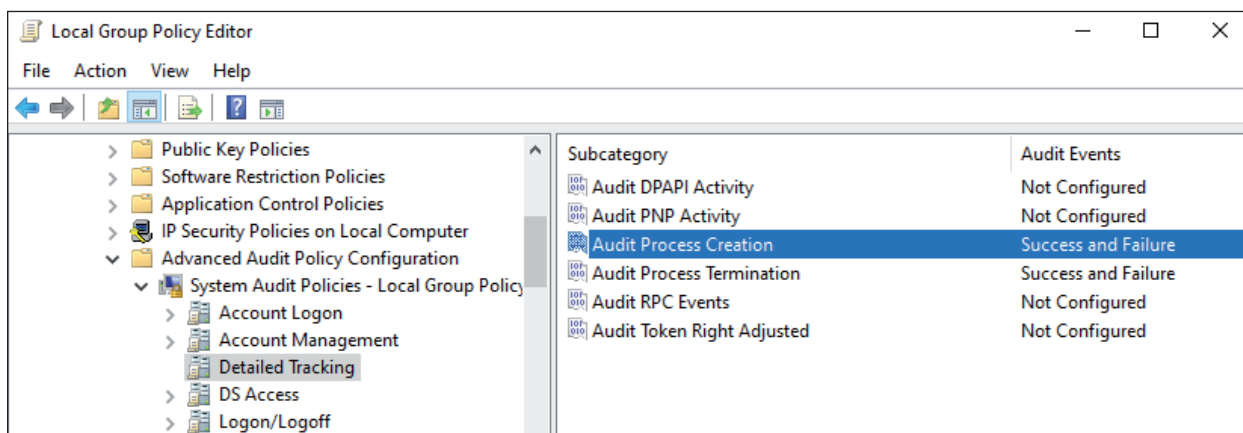 Local Group Policy Editor
File Action View Help
Public Key Policies
Software Restriction Policies
Application Control Policies
IP Security Policies on Local Computer
Advanced Audit Policy Configuration
System Audit Policies - Local Group Policy
Account Logon
Account Management
Detailed Tracking
DS Access
Logon/Logoff
Subcategory Audit Events
Audit DPAPI Activity Not Configured
Audit PNP Activity Not Configured
Audit Process Creation Success and Failure
Audit Process Termination Success and Failure
Audit RPC Events Not Configured
Audit Token Right Adjusted Not Configured